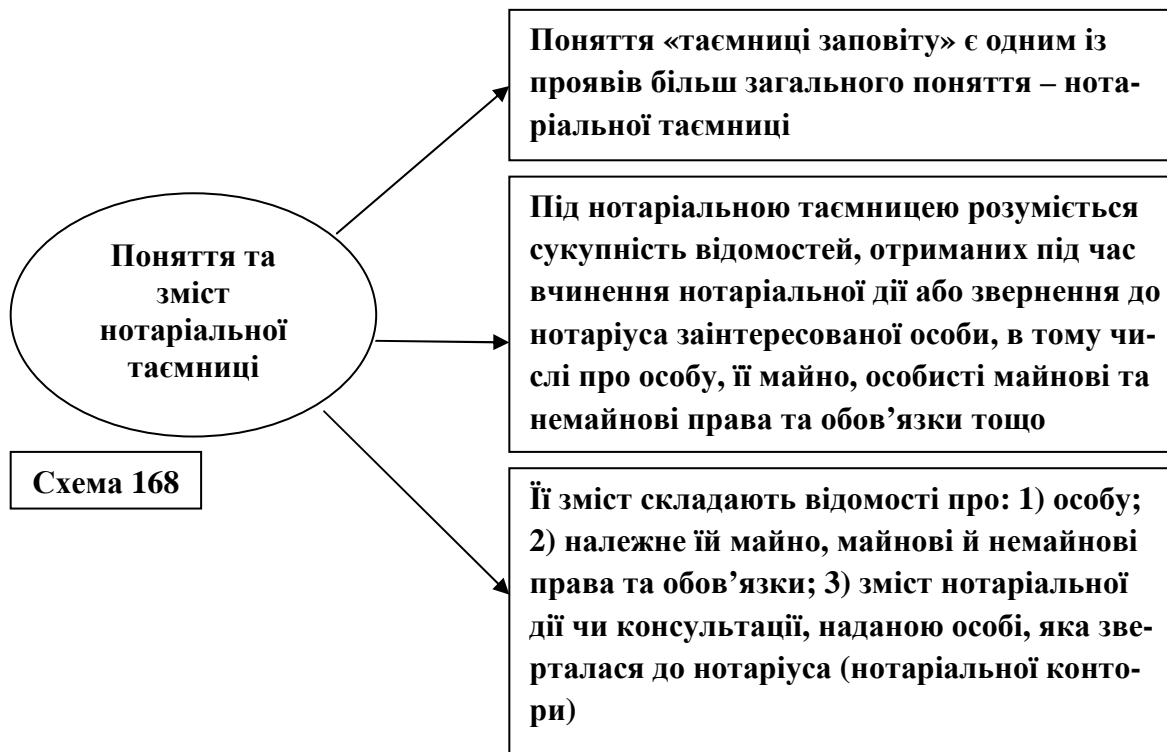 Поняття «таємниці заповіту» є одним із
проявів більш загального поняття – нота-
ріальної таємниці
Поняття та
зміст
нотаріальної
таємниці
Під нотаріальною таємницею розуміється
сукупність відомостей, отриманих під час
вчинення нотаріальної дії або звернення до
нотаріуса заінтересованої особи, в тому чи-
слі про особу, її майно, особисті майнові та
немайнові права та обов’язки тощо
Схема 168
Її зміст складають відомості про: 1) особу;
2) належне їй майно, майнові й немайнові
права та обов’язки; 3) зміст нотаріальної
дії чи консультації, наданою особі, яка зве-
рталася до нотаріуса (нотаріальної конто-
ри)